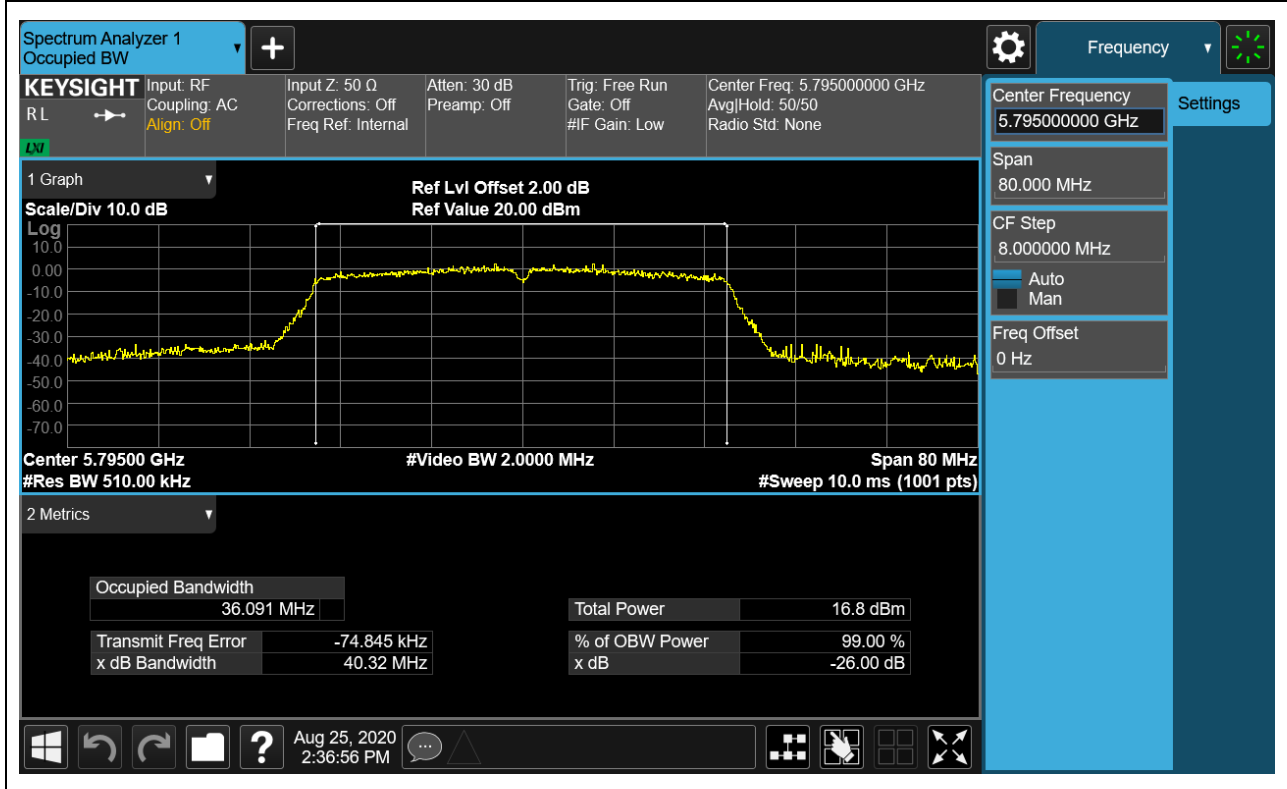 Spectrum Analyzer 1
Occupied BW
Frequency
KEYSIGHT
R L
LXI
Input: RF
Coupling: AC
Align: Off
Input Z: 50 Ω
Corrections: Off
Freq Ref: Internal
Atten: 30 dB
Preamp: Off
Trig: Free Run
Gate: Off
#IF Gain: Low
Center Freq: 5.795000000 GHz
Avg|Hold: 50/50
Radio Std: None
Center Frequency
5.795000000 GHz
Settings
Span
80.000 MHz
CF Step
8.000000 MHz
Auto
Man
Freq Offset
0 Hz
1 Graph
Scale/Div 10.0 dB
Ref Lvl Offset 2.00 dB
Ref Value 20.00 dBm
Log
10.0
0.00
-10.0
-20.0
-30.0
-40.0
-50.0
-60.0
-70.0
Center 5.79500 GHz
#Video BW 2.0000 MHz
Span 80 MHz
#Res BW 510.00 kHz
#Sweep 10.0 ms (1001 pts)
2 Metrics
Occupied Bandwidth
36.091 MHz
Total Power 16.8 dBm
Transmit Freq Error -74.845 kHz
% of OBW Power 99.00 %
x dB Bandwidth 40.32 MHz
x dB -26.00 dB
?
Aug 25, 2020
2:36:56 PM